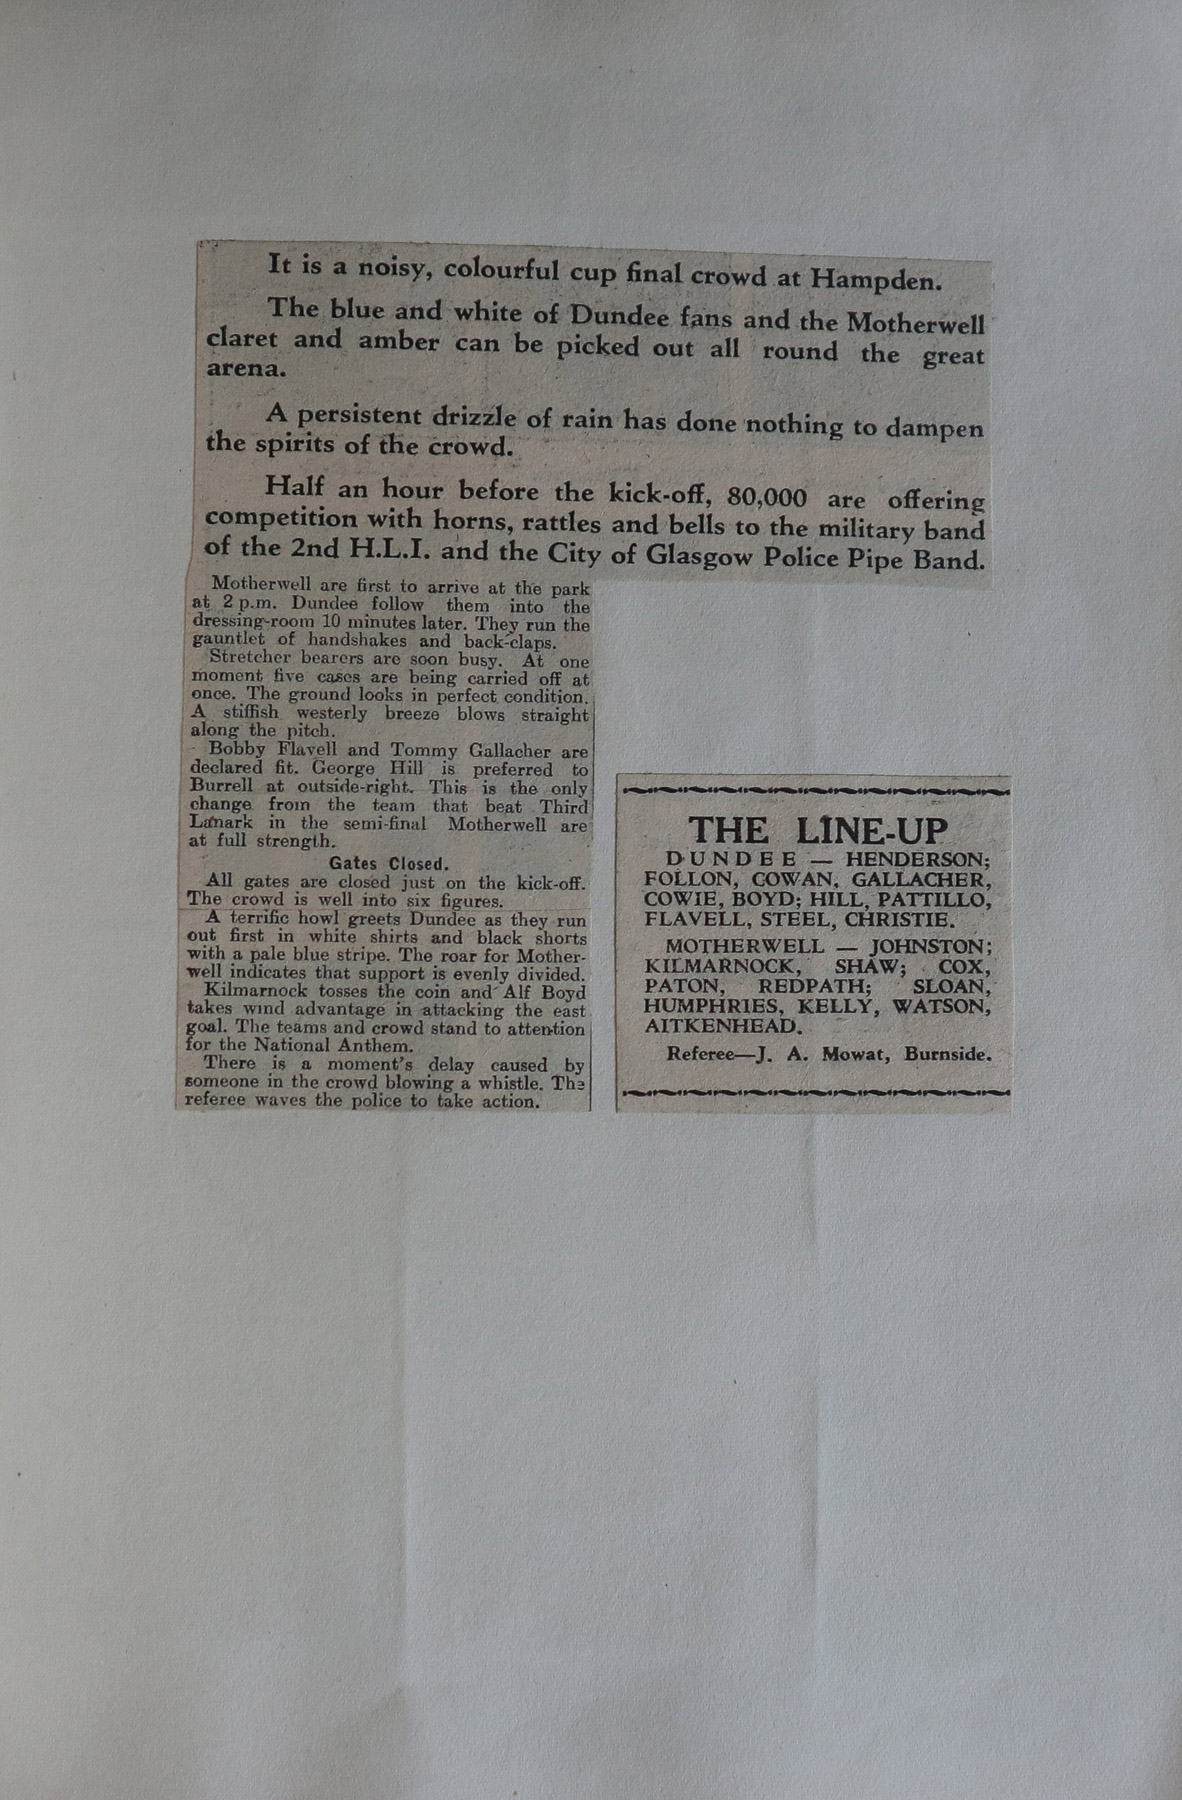 It is a noisy, colourful cup final crowd at Hampden.
The blue and white of Dundee fans and the Motherwell
claret and amber can be picked out all round the great
arena.
A persistent drizzle of rain has done nothing to dampen
the spirits of the crowd.
Half an hour before the kick-off, 80,000 are offering
competition with horns, rattles and bells to the military band
of the 2nd H.L.I. and the City of Glasgow Police Pipe Band.
Motherwell are first to arrive at the park
at 2 p.m. Dundee follow them into the
dressing-room 10 minutes later. They run the
gauntlet of handshakes and back-claps.
Stretcher bearers are soon busy. At one
moment five cases are being carried off at
once. The ground looks in perfect condition.
A stiffish westerly breeze blows straight
along the pitch.
Bobby Flavell and Tommy Gallacher are
declared fit. George Hill is preferred to
Burrell at outside-right. This is the only
change from the team that beat Third
Lanark in the semi-final Motherwell are
at full strength.
Gates Closed.
All gates are closed just on the kick-off.
The crowd is well into six figures.
A terrific howl greets Dundee as they run
out first in white shirts and black shorts
with a pale blue stripe. The roar for Mother-
well indicates that support is evenly divided.
Kilmarnock tosses the coin and Alf Boyd
takes wind advantage in attacking the east
goal. The teams and crowd stand to attention
for the National Anthem.
There is a moment's delay caused by
someone in the crowd blowing a whistle. The
referee waves the police to take action.
THE LINE-UP
DUNDEE — HENDERSON;
FOLLON, COWAN, GALLACHER,
COWIE, BOYD; HILL, PATTILLO,
FLAVELL, STEEL, CHRISTIE.
MOTHERWELL — JOHNSTON;
KILMARNOCK, SHAW; COX,
PATON, REDPATH; SLOAN,
HUMPHRIES, KELLY, WATSON,
AITKENHEAD.
Referee—J. A. Mowat, Burnside.